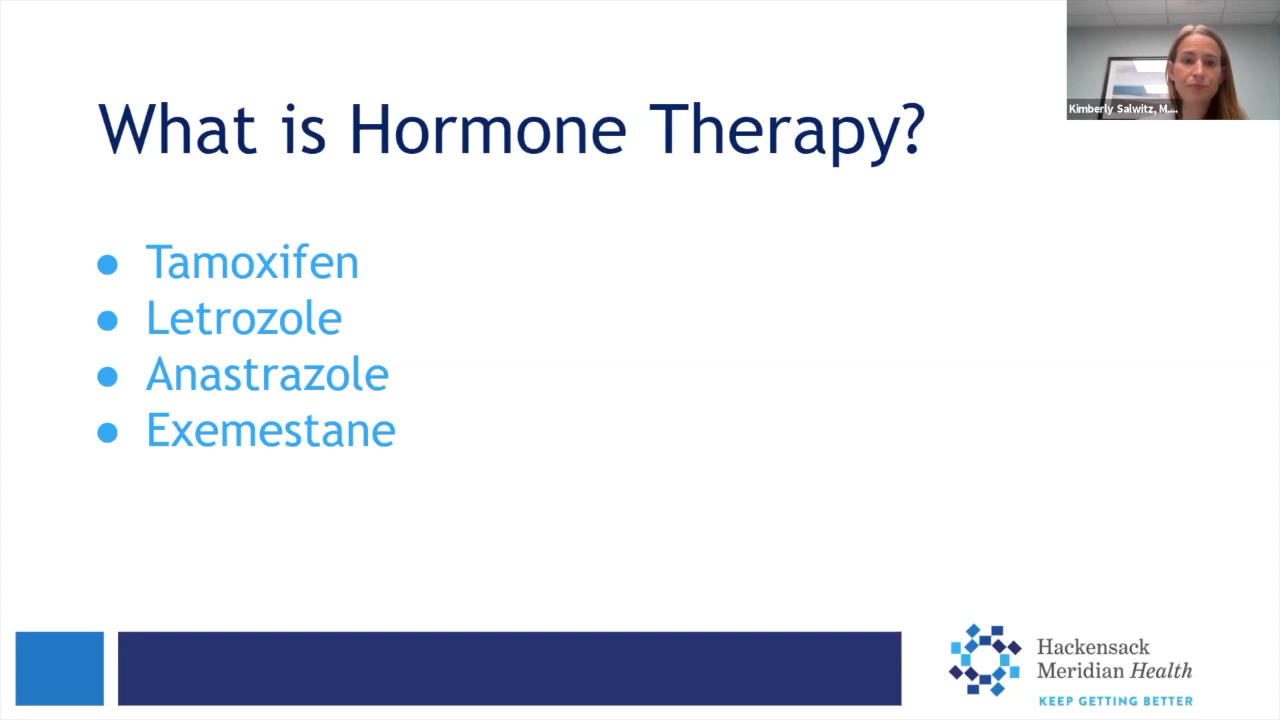 What is Hormone Therapy?
Kimberly Salwitz, M....
● Tamoxifen
● Letrozole
● Anastrazole
● Exemestane
Hackensack
Meridian Health
KEEP GETTING BETTER